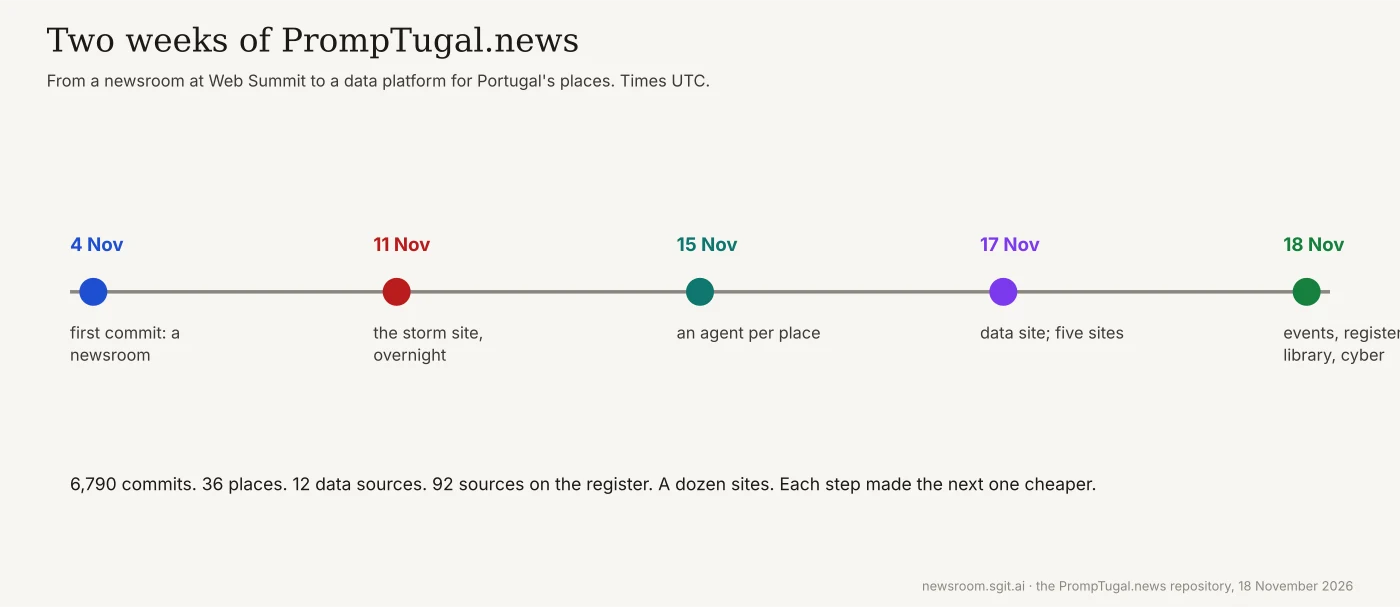 Two weeks of PrompTugal.news
From a newsroom at Web Summit to a data platform for Portugal's places. Times UTC.
4 Nov
11 Nov
15 Nov
17 Nov
18 Nov
first commit: a
newsroom
the storm site,
overnight
an agent per place
data site; five sites
events, register
library, cyber
6,790 commits. 36 places. 12 data sources. 92 sources on the register. A dozen sites. Each step made the next one cheaper.
newsroom.sgit.ai · the PrompTugal.news repository, 18 November 2026